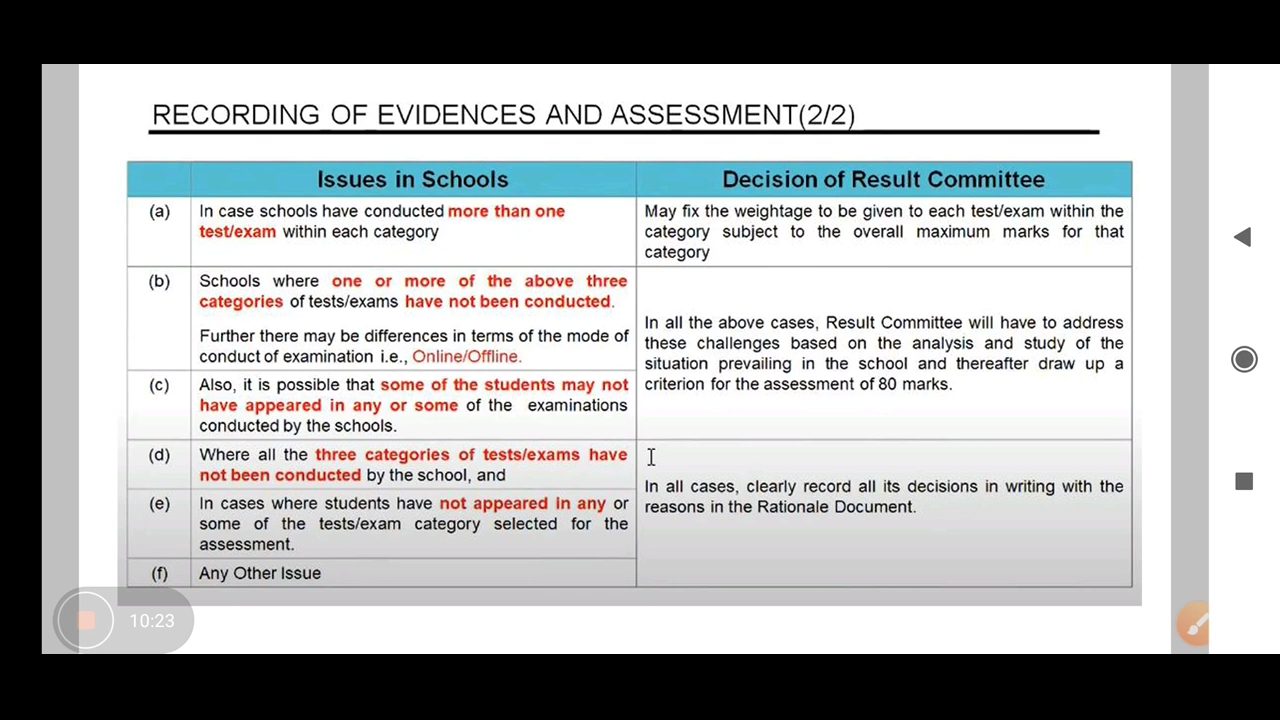 RECORDING OF EVIDENCES AND ASSESSMENT(2/2)
Issues in Schools
Decision of Result Committee
(a)
In case schools have conducted more than one
test/exam within each category
May fix the weightage to be given to each test/exam within the
category subject to the overall maximum marks for that
category
(b)
Schools where one or more of the above three
categories of tests/exams have not been conducted.
Further there may be differences in terms of the mode of
conduct of examination i.e., Online/Offline.
In all the above cases, Result Committee will have to address
these challenges based on the analysis and study of the
situation prevailing in the school and thereafter draw up a
criterion for the assessment of 80 marks.
(c)
Also, it is possible that some of the students may not
have appeared in any or some of the examinations
conducted by the schools.
(d)
Where all the three categories of tests/exams have
not been conducted by the school, and
In all cases, clearly record all its decisions in writing with the
reasons in the Rationale Document.
(e)
In cases where students have not appeared in any or
some of the tests/exam category selected for the
assessment.
(f)
Any Other Issue
10:23